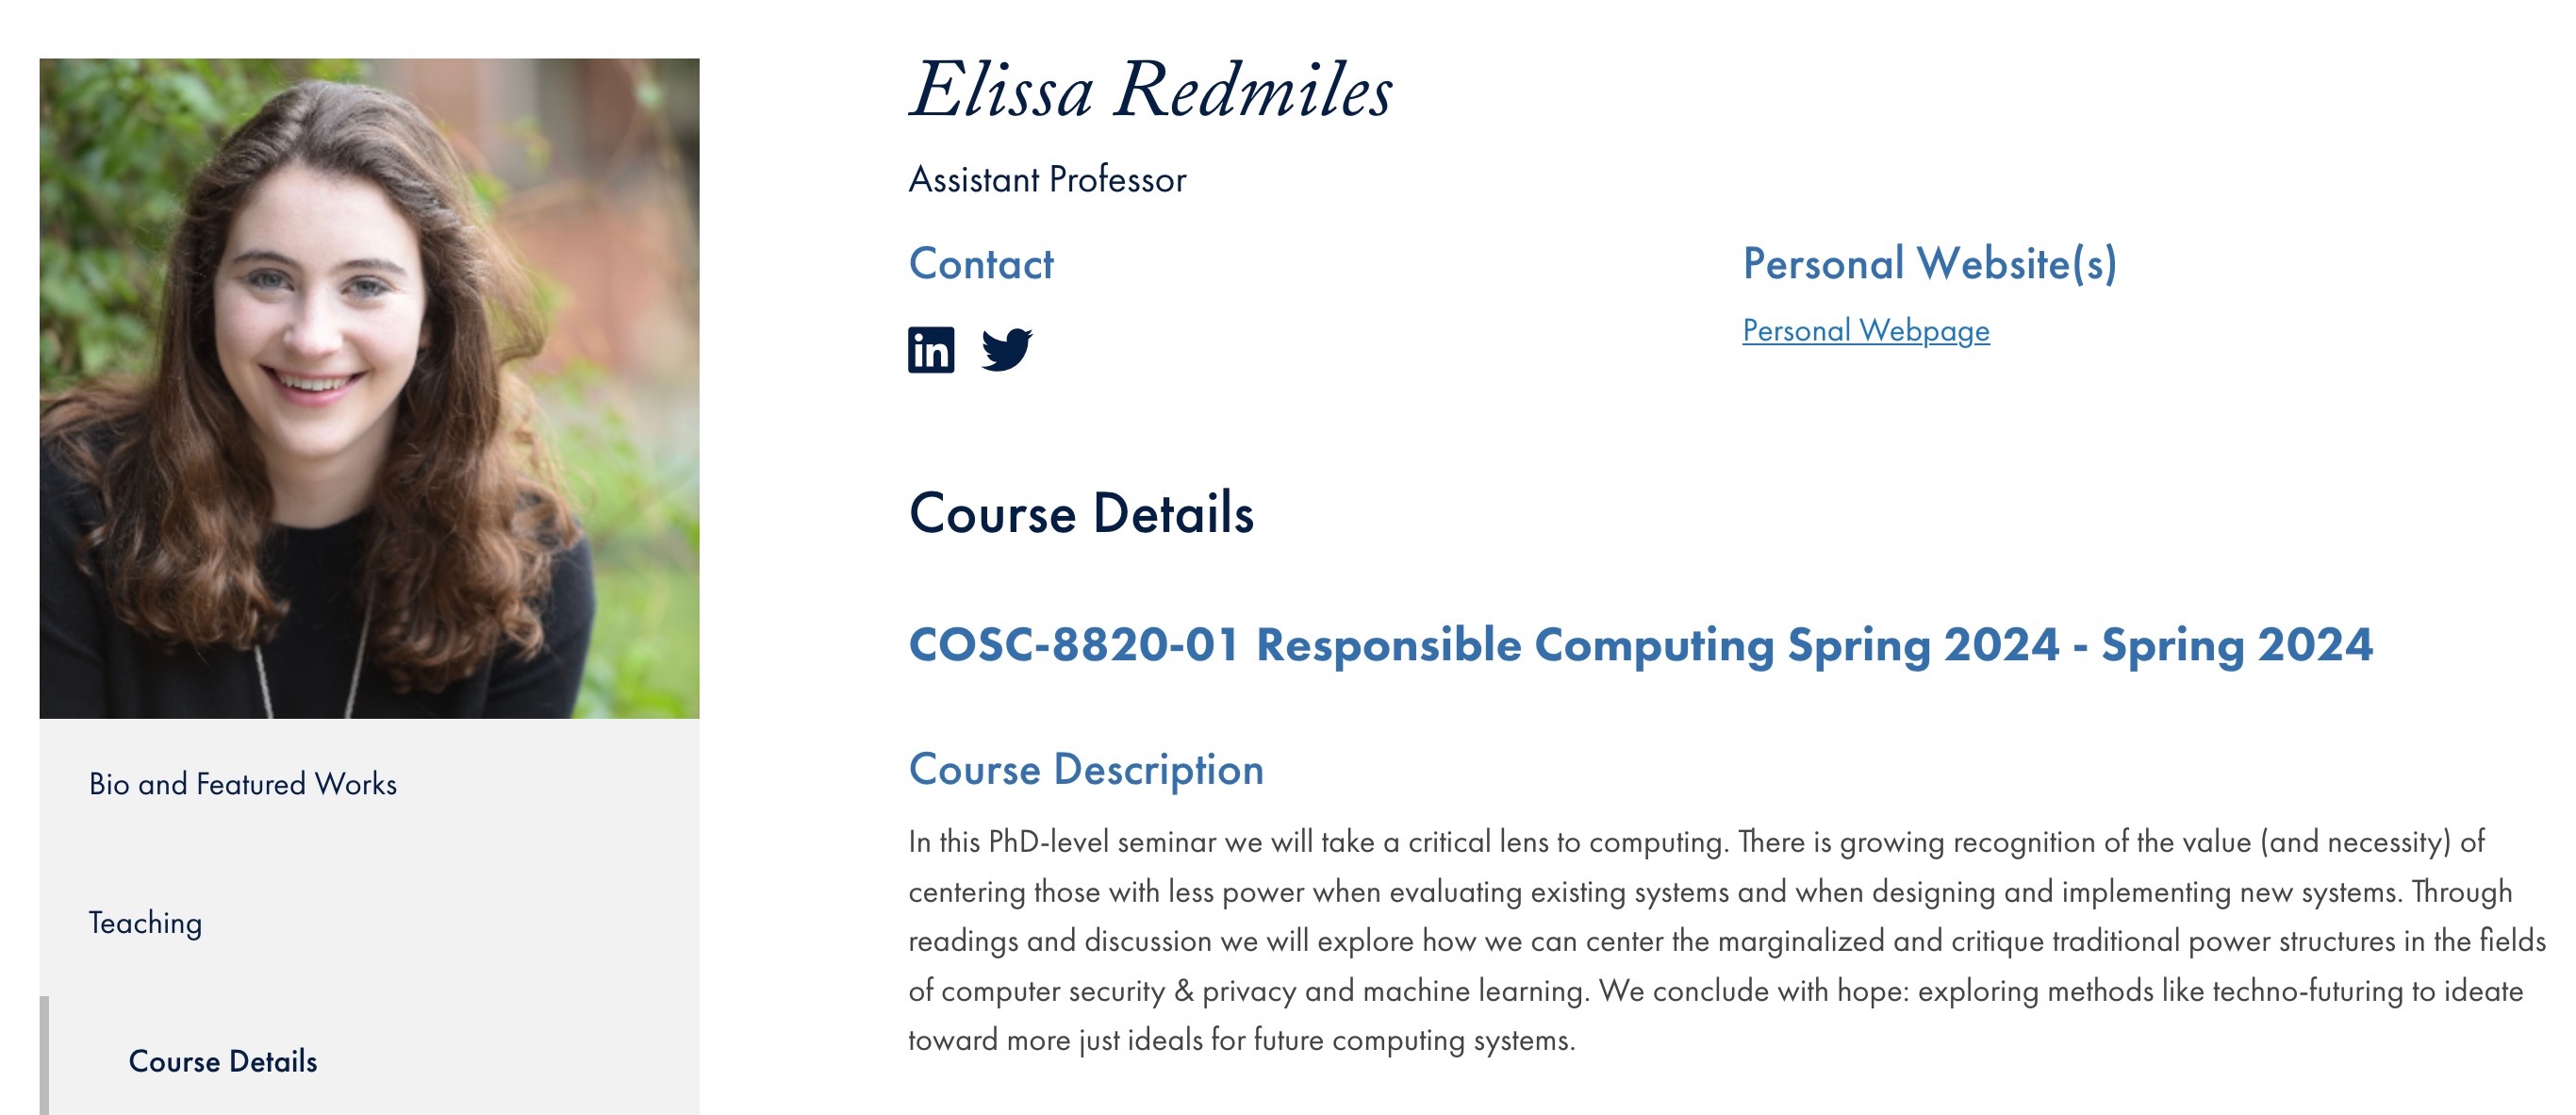 Elissa Redmiles
Assistant Professor
Contact
Personal Website(s)
Personal Webpage
Course Details
COSC-8820-01 Responsible Computing Spring 2024 - Spring 2024
Course Description
In this PhD-level seminar we will take a critical lens to computing. There is growing recognition of the value (and necessity) of
centering those with less power when evaluating existing systems and when designing and implementing new systems. Through
readings and discussion we will explore how we can center the marginalized and critique traditional power structures in the fields
of computer security & privacy and machine learning. We conclude with hope: exploring methods like techno-futuring to ideate
toward more just ideals for future computing systems.
Bio and Featured Works
Teaching
Course Details